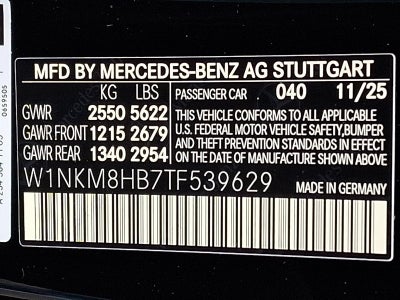 MFD BY MERCEDES-BENZ AG STUTTGART
KG LBS PASSENGER CAR 040 11/25
GVWR 2550 5622 THIS VEHICLE CONFORMS TO ALL APPLICABLE
GAWR FRONT 1215 2679 U.S. FEDERAL MOTOR VEHICLE SAFETY,BUMPER
AND THEFT PREVENTION STANDARDS IN EFFECT
GAWR REAR 1340 2954 ON THE DATE OF MANUFACTURE SHOWN ABOVE
W1NKM8HB7TF539629 MADE IN GERMANY
0659505